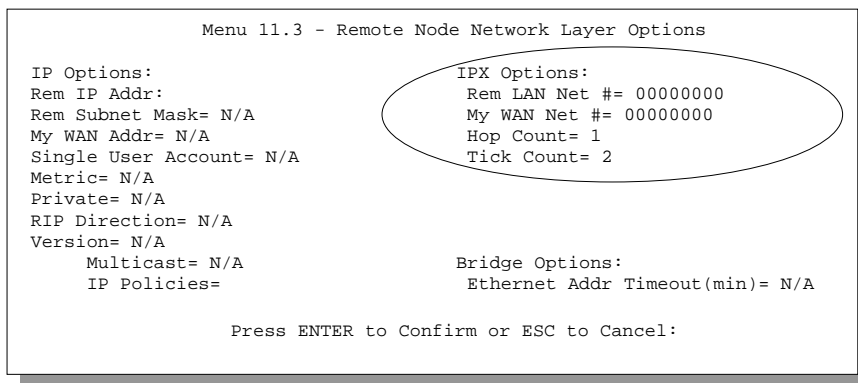 Menu 11.3 - Remote Node Network Layer Options
IP Options: IPX Options:
Rem IP Addr: Rem LAN Net #= 00000000
Rem Subnet Mask= N/A My WAN Net #= 00000000
My WAN Addr= N/A Hop Count= 1
Single User Account= N/A Tick Count= 2
Metric= N/A
Private= N/A
RIP Direction= N/A
Version= N/A
Multicast= N/A Bridge Options:
IP Policies= Ethernet Addr Timeout(min)= N/A
Press ENTER to Confirm or ESC to Cancel: